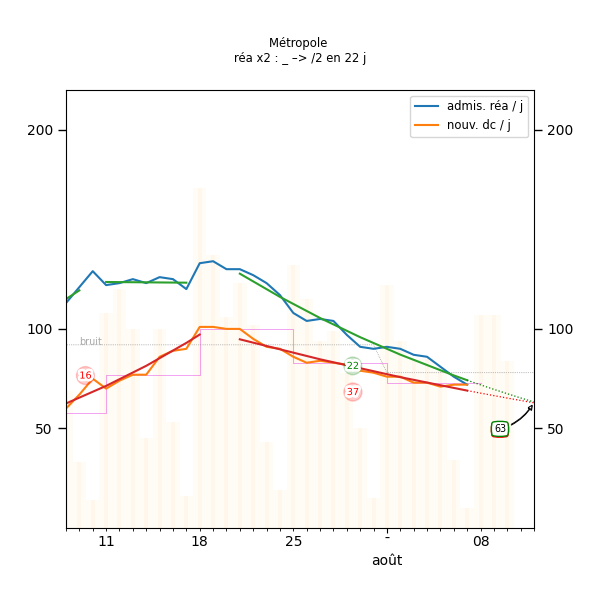 Métropole
réa x2 : _ –> /2 en 22 j
admis. réa / j
nouv. dc / j
200
200
bruit
100
100
16
22
37
50
63
50
11
18
25
-
08
août